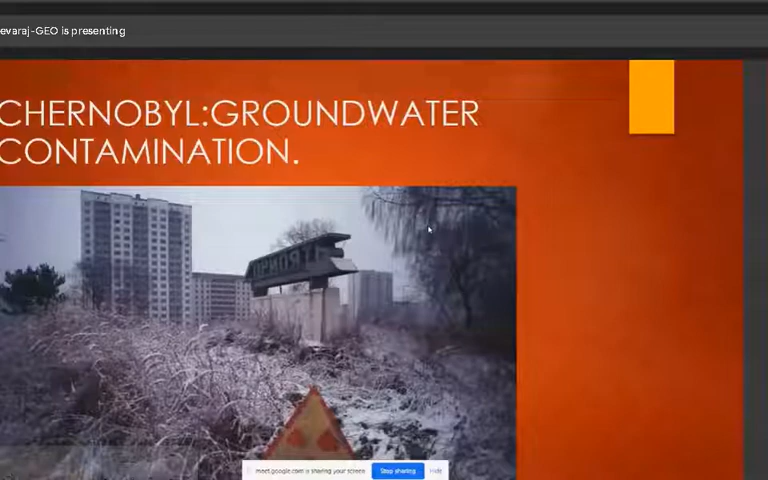 evaraj-GEO is presenting
CHERNOBYL:GROUNDWATER
CONTAMINATION.
ПРИПЯТЬ
meet.google.com is sharing your screen
Stop sharing
Hide